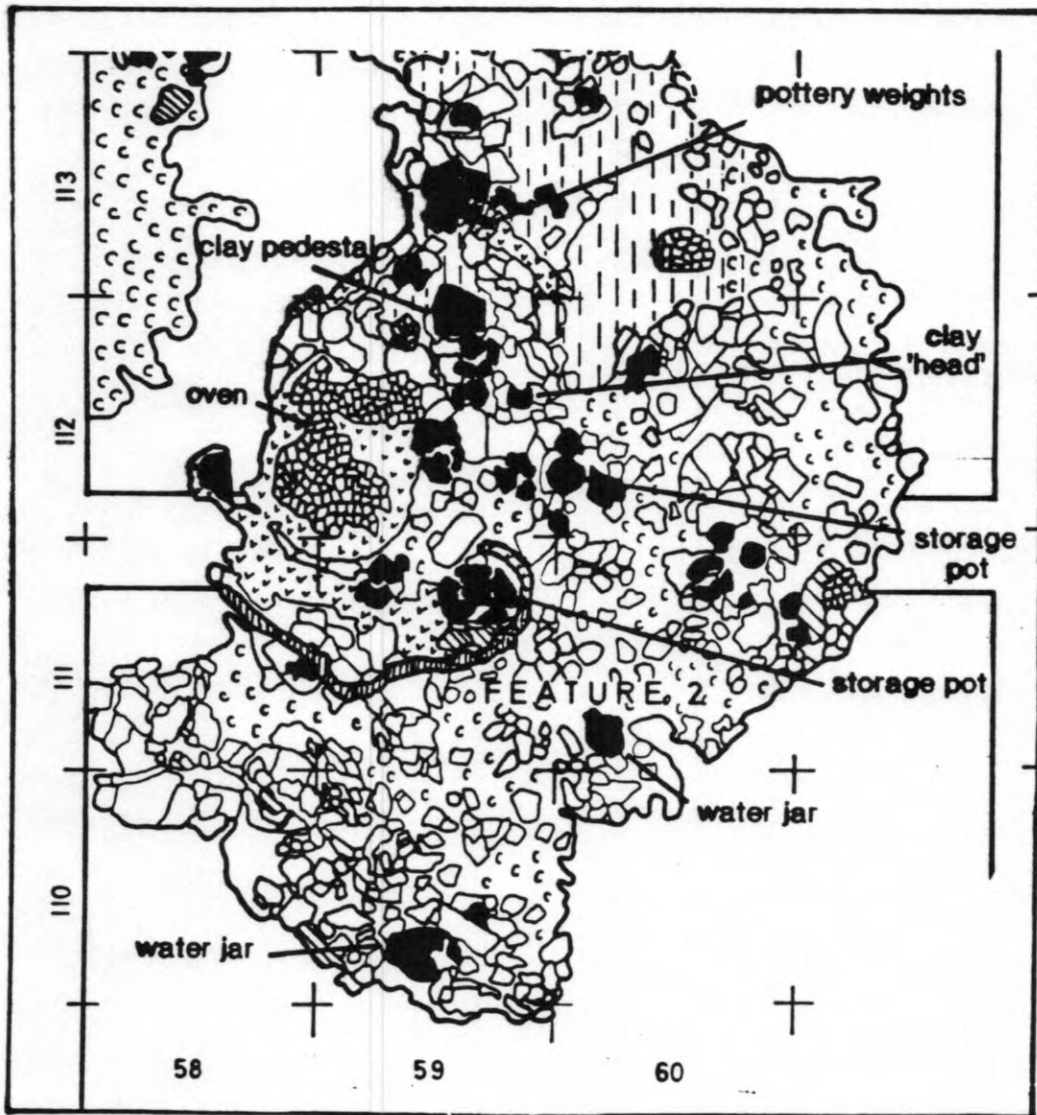 pottery weights
113
clay pedestal
clay
'head'
oven
112
storage
pot
111
storage pot
FEATURE 2
water jar
110
water jar
58 59 60